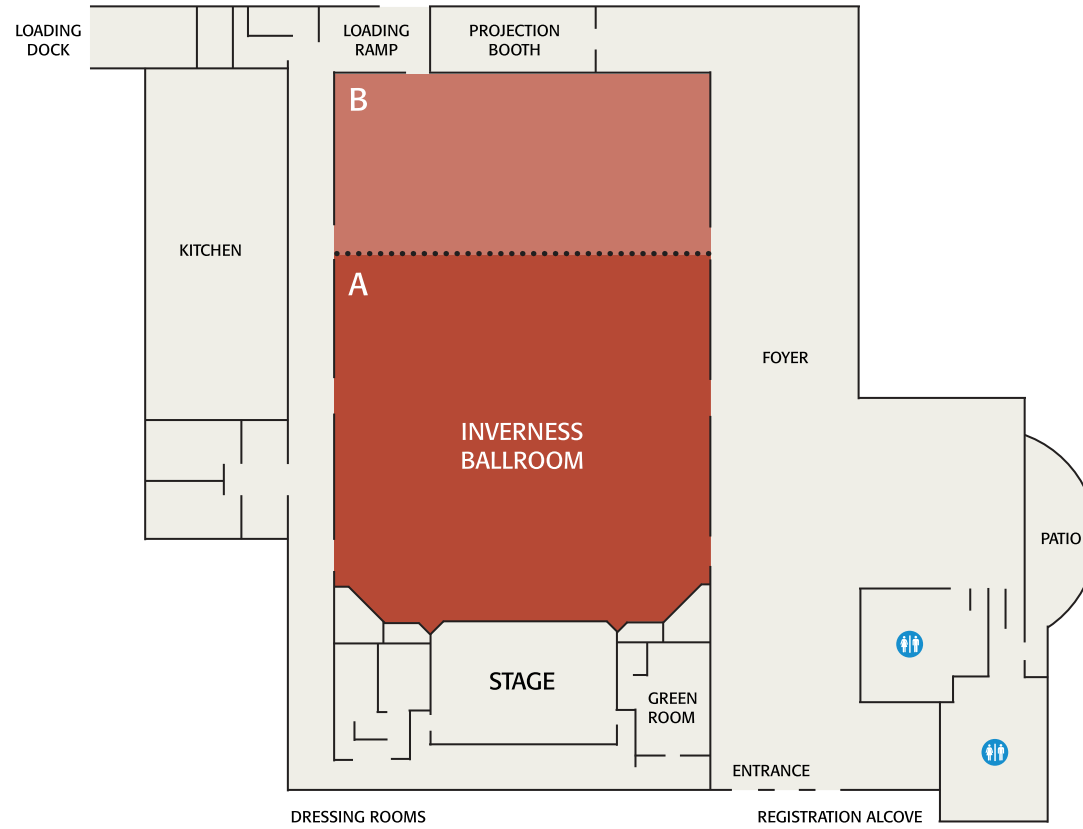 LOADING
DOCK
LOADING
RAMP
PROJECTION
BOOTH
B
KITCHEN
A
FOYER
INVERNESS
BALLROOM
PATIO
STAGE
GREEN
ROOM
ENTRANCE
DRESSING ROOMS
REGISTRATION ALCOVE